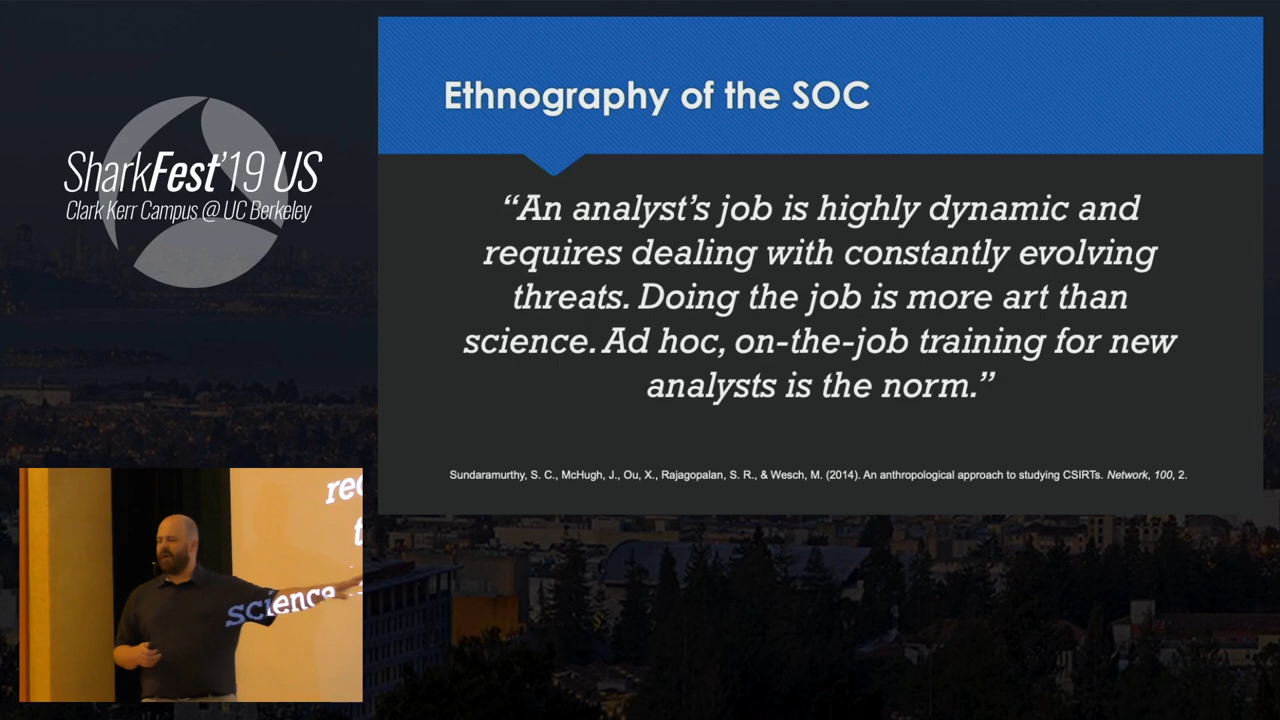 SharkFest'19 US
Clark Kerr Campus @ UC Berkeley
Ethnography of the SOC
“An analyst’s job is highly dynamic and
requires dealing with constantly evolving
threats. Doing the job is more art than
science. Ad hoc, on-the-job training for new
analysts is the norm.”
Sundaramurthy, S. C., McHugh, J., Ou, X., Rajagopalan, S. R., & Wesch, M. (2014). An anthropological approach to studying CSIRTs. Network, 100, 2.
science.